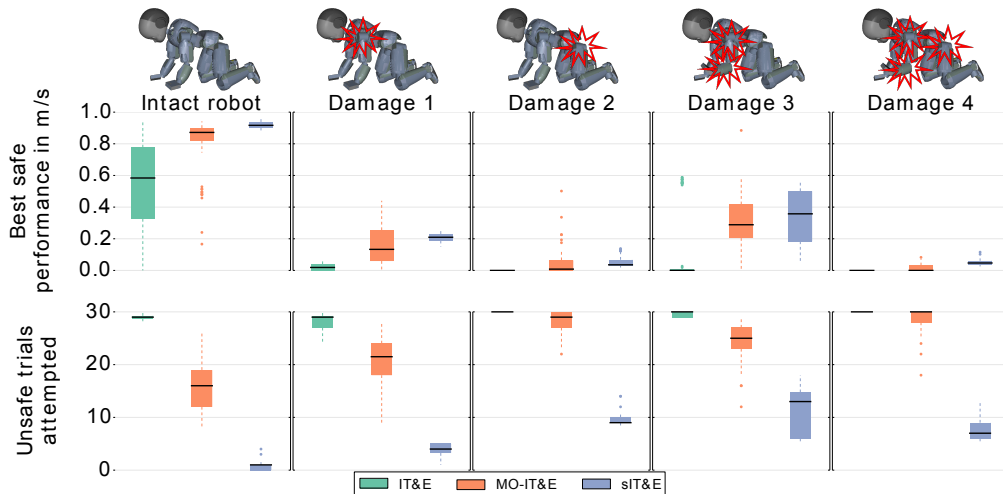 Intact robot Damage 1 Damage 2 Damage 3 Damage 4
Best safe
performance in m/s
1.0
0.8
0.6
0.4
0.2
0.0
Unsafe trials
attempted
30
20
10
0
IT&E MO-IT&E sIT&E